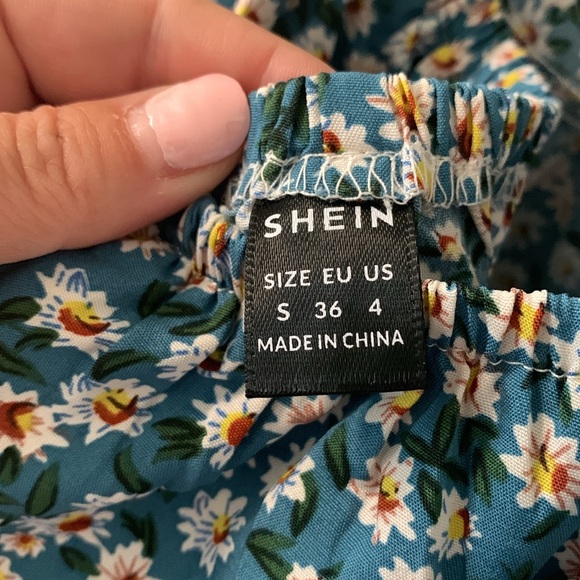 SHEIN
SIZE EU US
S 36 4
MADE IN CHINA